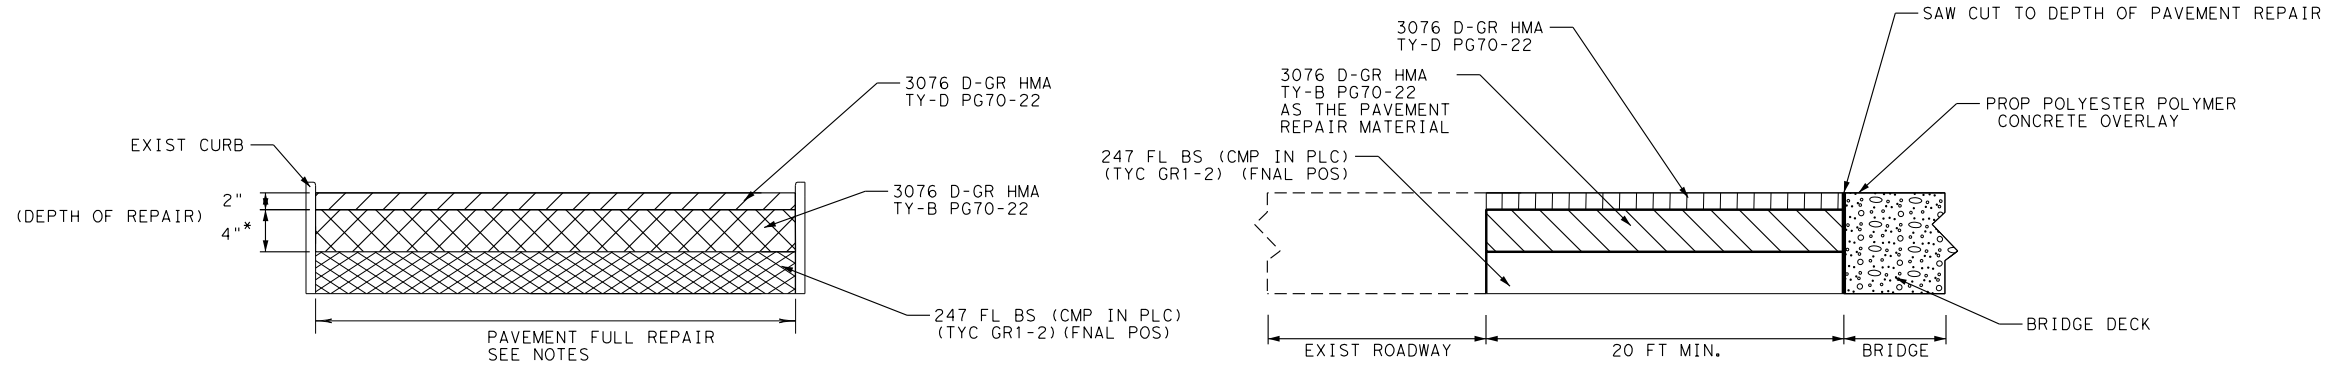 3076 D-GR HMA
TY-D PG70-22
EXIST CURB
2"
3076 D-GR HMA
TY-B PG70-22
(DEPTH OF REPAIR)
4"*
247 FL BS (CMP IN PLC)
(TYC GR1-2)(FNAL POS)
PAVEMENT FULL REPAIR
SEE NOTES
SAW CUT TO DEPTH OF PAVEMENT REPAIR
3076 D-GR HMA
TY-D PG70-22
3076 D-GR HMA
TY-B PG70-22
AS THE PAVEMENT
REPAIR MATERIAL
PROP POLYESTER POLYMER
CONCRETE OVERLAY
247 FL BS (CMP IN PLC)
(TYC GR1-2) (FNAL POS)
BRIDGE DECK
EXIST ROADWAY
20 FT MIN.
BRIDGE